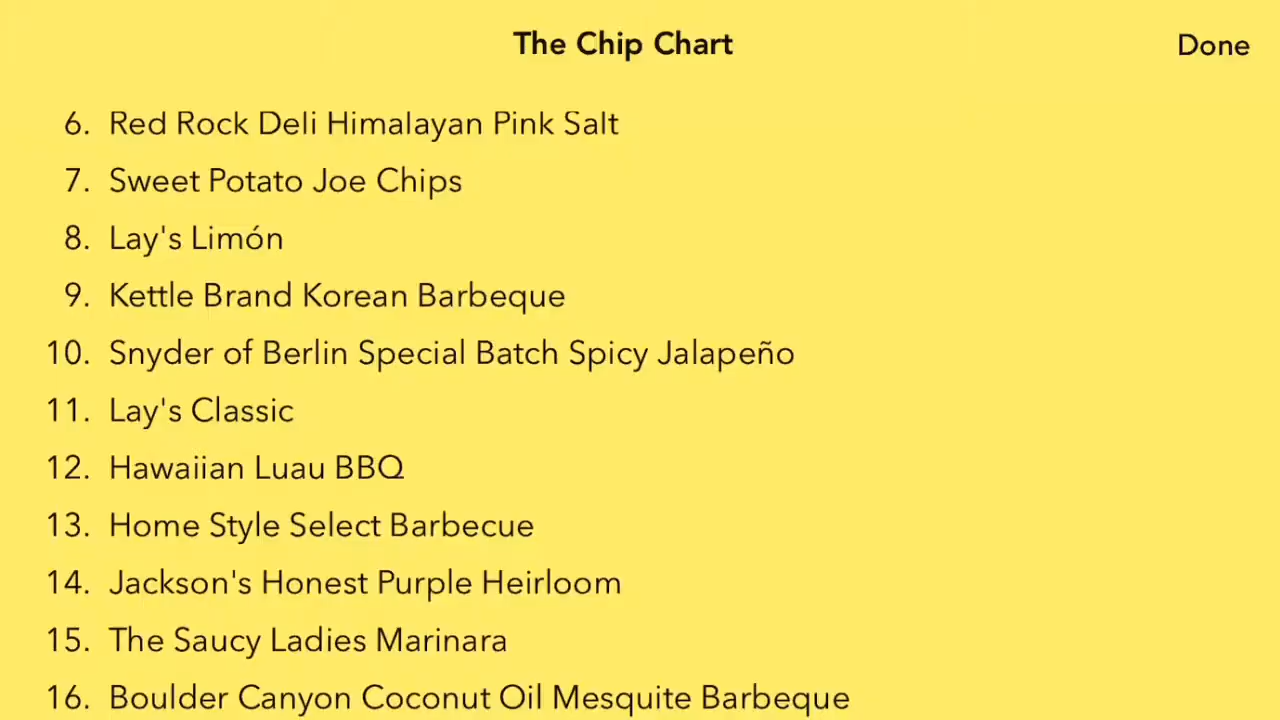 The Chip Chart
Done
6. Red Rock Deli Himalayan Pink Salt
7. Sweet Potato Joe Chips
8. Lay's Limón
9. Kettle Brand Korean Barbeque
10. Snyder of Berlin Special Batch Spicy Jalapeño
11. Lay's Classic
12. Hawaiian Luau BBQ
13. Home Style Select Barbecue
14. Jackson's Honest Purple Heirloom
15. The Saucy Ladies Marinara
16. Boulder Canyon Coconut Oil Mesquite Barbeque